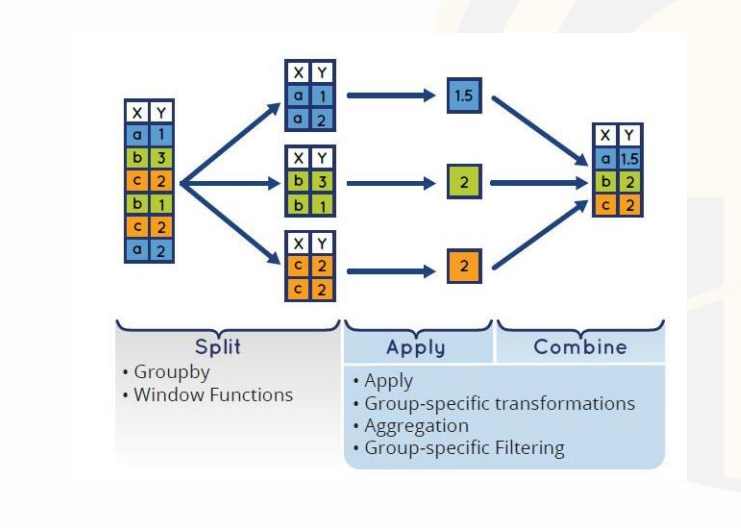 X Y
a 1
b 3
c 2
b 1
c 2
a 2
X Y
a 1
a 2
X Y
b 3
b 1
X Y
c 2
c 2
1.5
2
2
X Y
a 1.5
b 2
c 2
Split
• Groupby
• Window Functions
Apply
Combine
• Apply
• Group-specific transformations
• Aggregation
• Group-specific Filtering